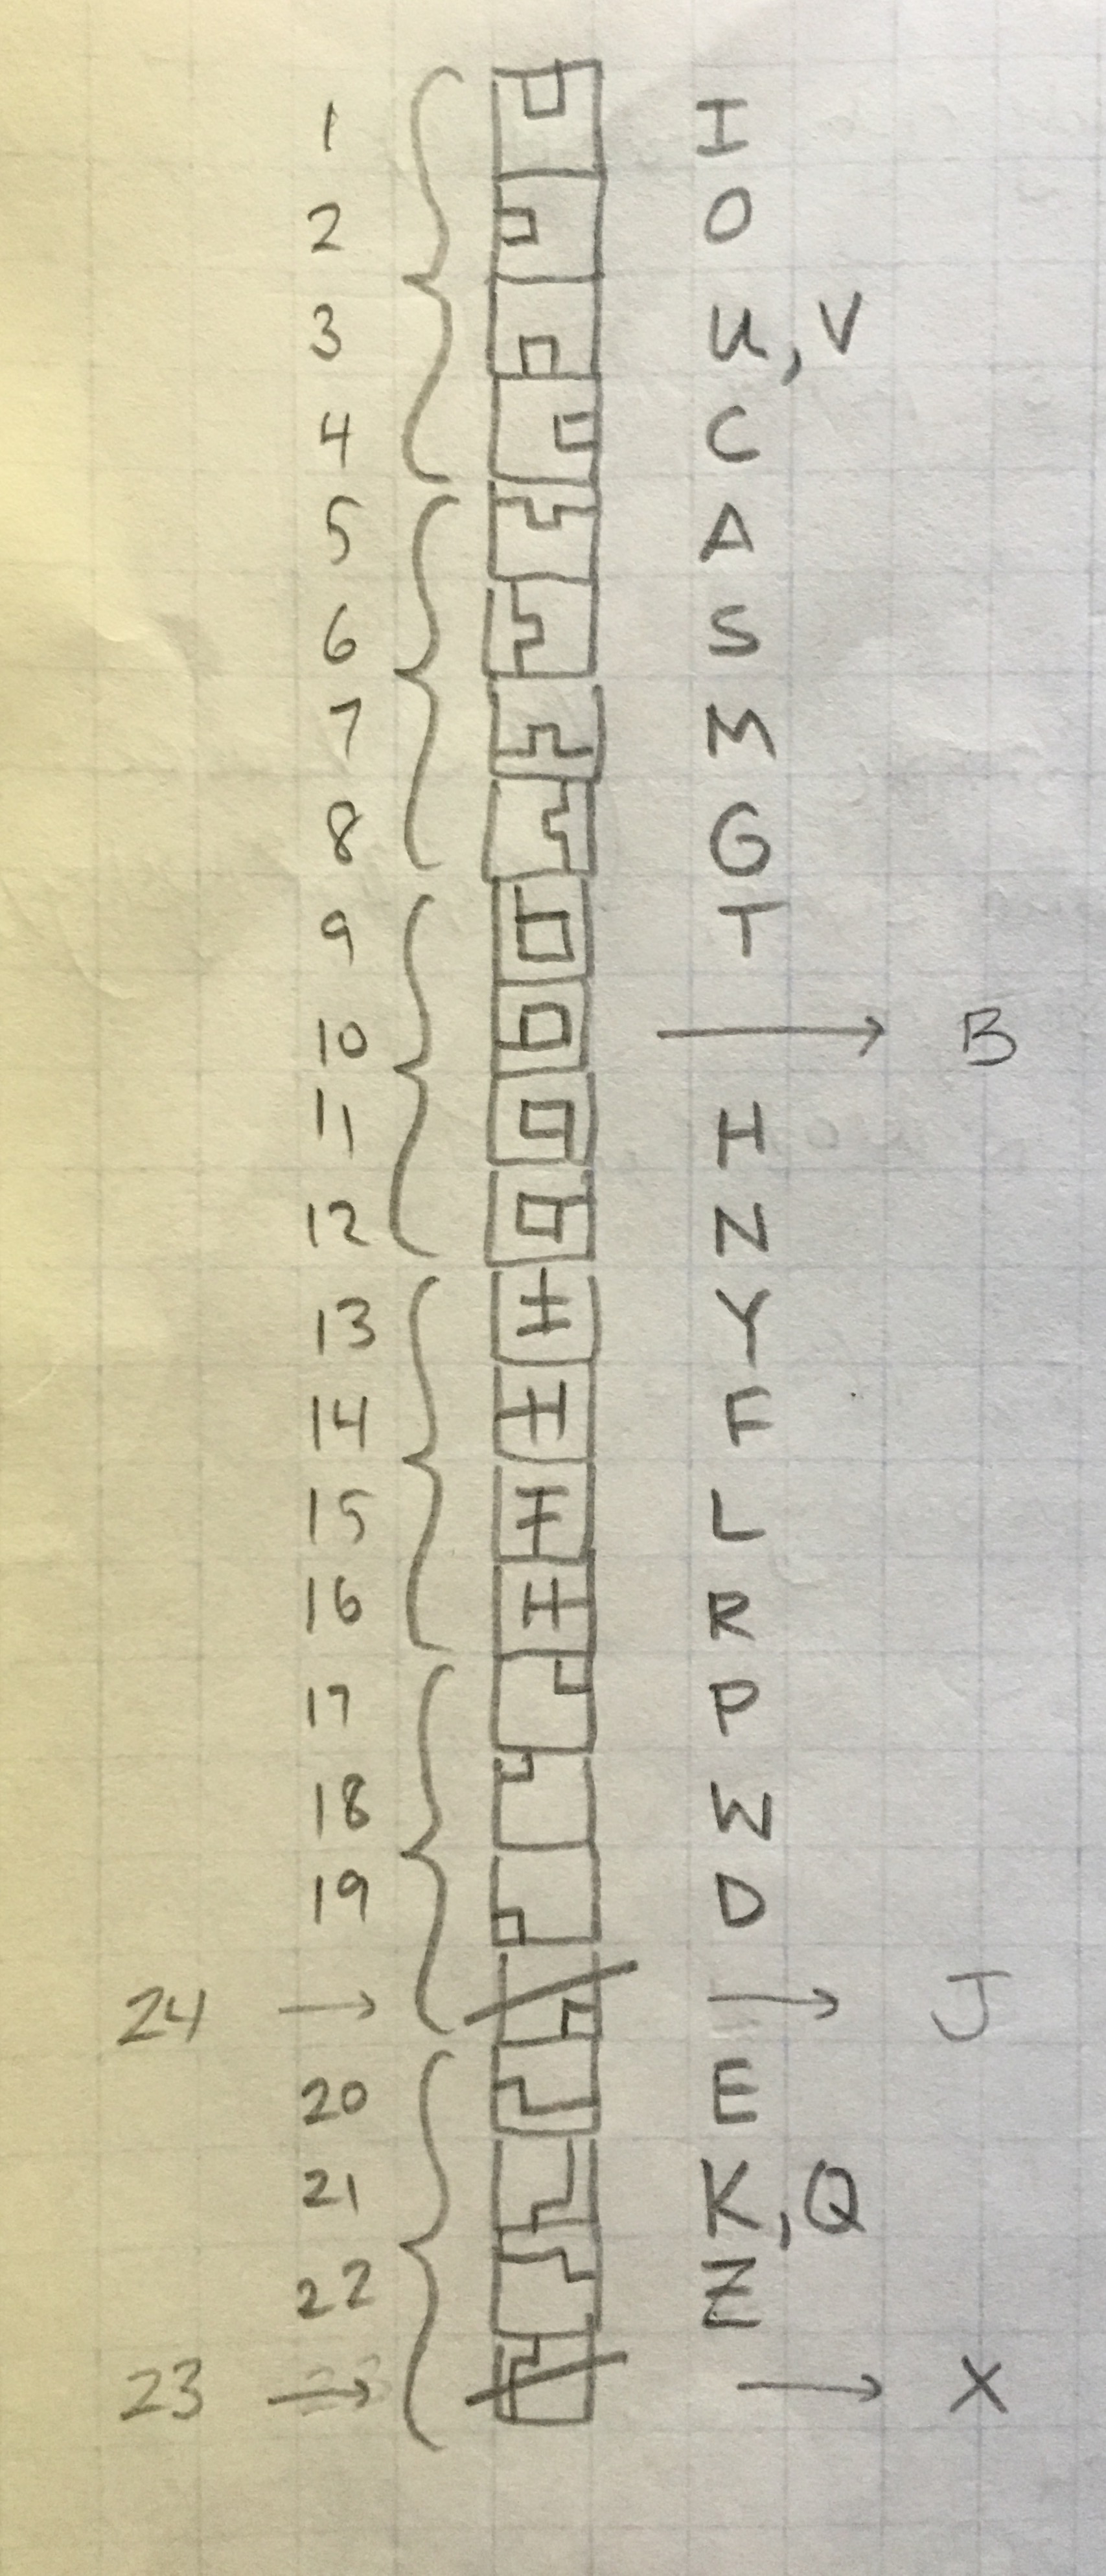 1 I
2 O
3 U, V
4 C
5 A
6 S
7 M
8 G
9 T
10 → B
11 H
12 N
13 Y
14 F
15 L
16 R
17 P
18 W
19 D
24 → → J
20 E
21 K, Q
22 Z
23 → → X